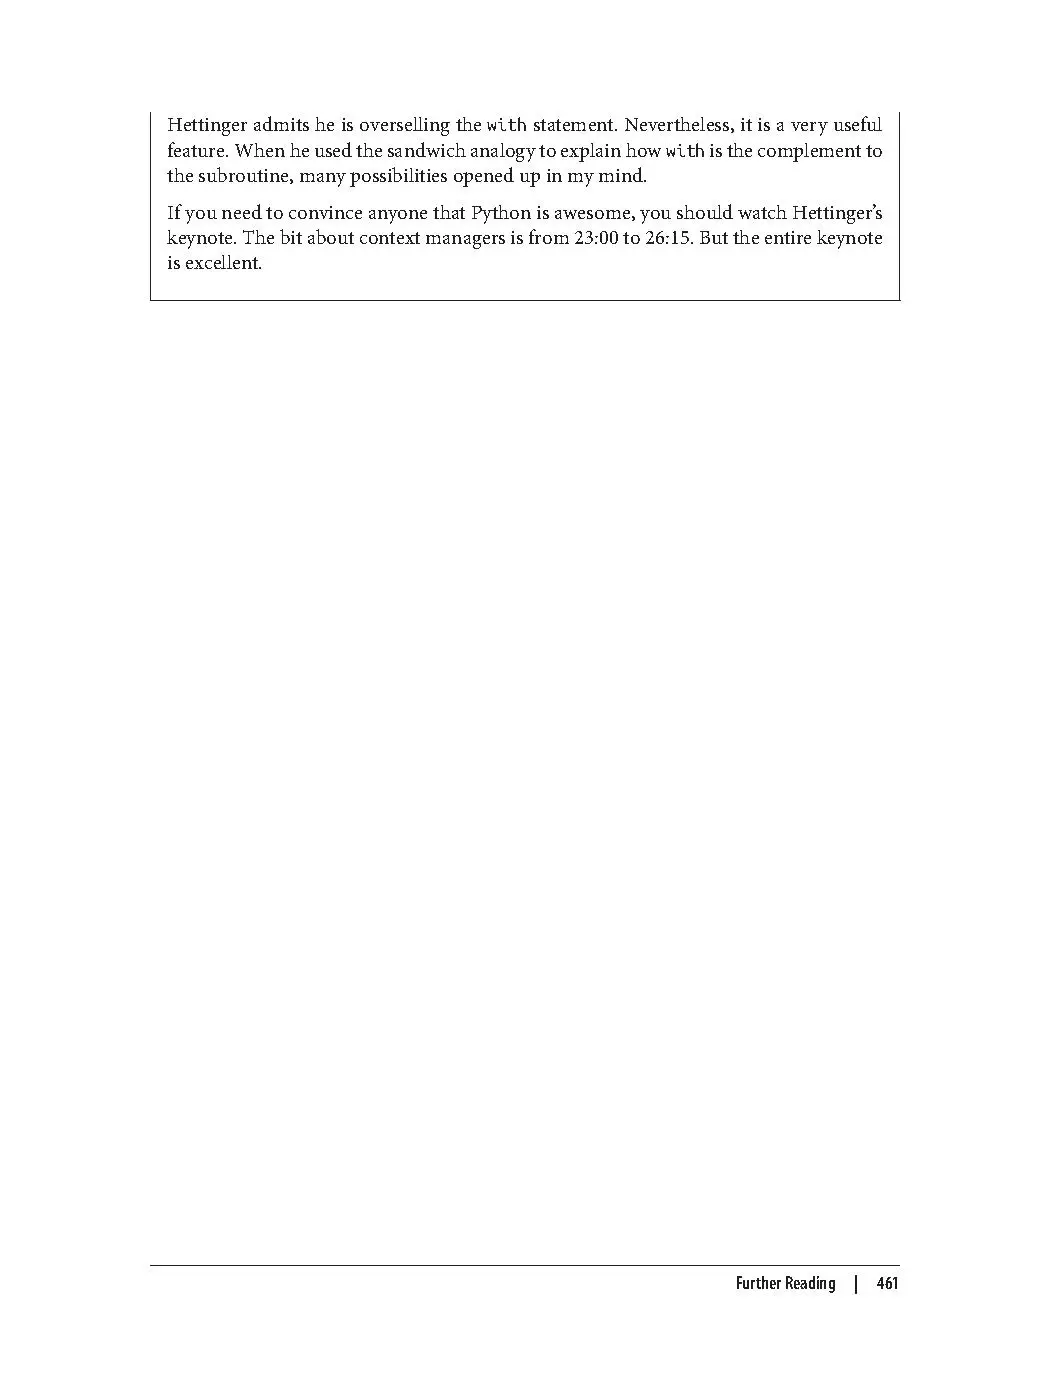 Hettinger admits he is overselling the with statement. Nevertheless, it is a very useful
feature. When he used the sandwich analogy to explain how with is the complement to
the subroutine, many possibilities opened up in my mind.
If you need to convince anyone that Python is awesome, you should watch Hettinger’s
keynote. The bit about context managers is from 23:00 to 26:15. But the entire keynote
is excellent.
Further Reading | 461